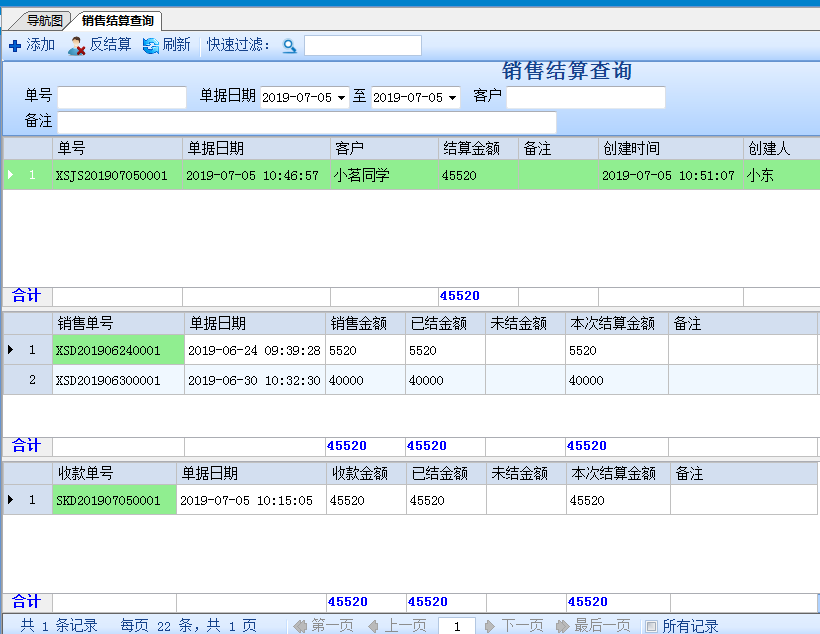 导航图 销售结算查询
添加 反结算 刷新 快速过滤：
销售结算查询
单号 单据日期 2019-07-05 至 2019-07-05 客户
备注
单号 单据日期 客户 结算金额 备注 创建时间 创建人
1 XSJS201907050001 2019-07-05 10:46:57 小茗同学 45520 2019-07-05 10:51:07 小东
合计 45520
销售单号 单据日期 销售金额 已结金额 未结金额 本次结算金额 备注
1 XSD201906240001 2019-06-24 09:39:28 5520 5520 5520
2 XSD201906300001 2019-06-30 10:32:30 40000 40000 40000
合计 45520 45520 45520
收款单号 单据日期 收款金额 已结金额 未结金额 本次结算金额 备注
1 SKD201907050001 2019-07-05 10:15:05 45520 45520 45520
合计 45520 45520 45520
共 1 条记录 每页 22 条，共 1 页 第一页 上一页 1 下一页 最后一页 所有记录